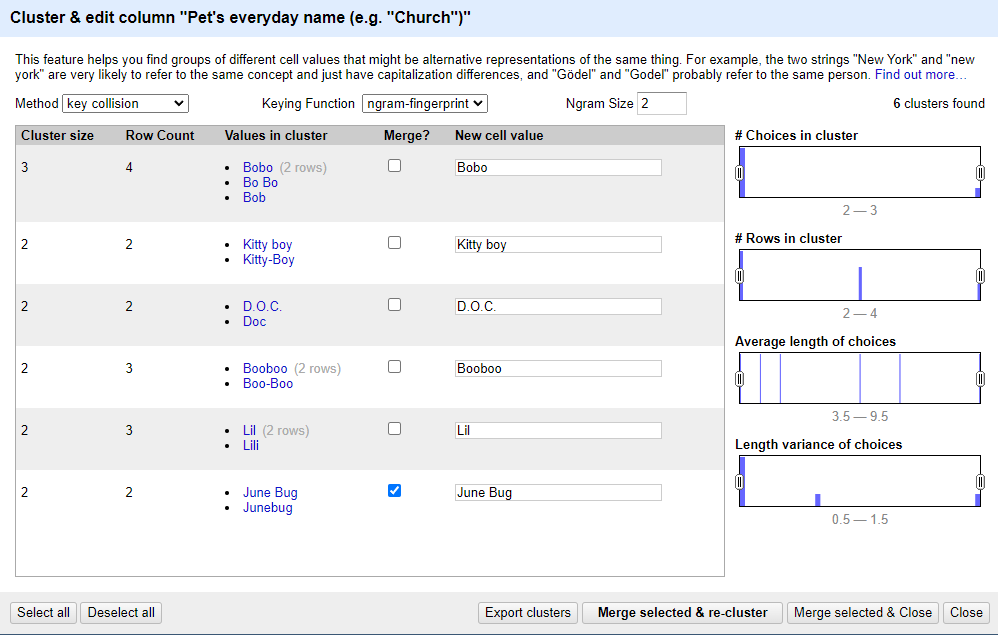 Cluster & edit column "Pet's everyday name (e.g. "Church")"
This feature helps you find groups of different cell values that might be alternative representations of the same thing. For example, the two strings "New York" and "new
york" are very likely to refer to the same concept and just have capitalization differences, and "Gödel" and "Godel" probably refer to the same person. Find out more…
Method key collision Keying Function ngram-fingerprint Ngram Size 2 6 clusters found
Cluster size Row Count Values in cluster Merge? New cell value
3 4 Bobo (2 rows) Bobo
Bo Bo
Bob
2 2 Kitty boy Kitty boy
Kitty-Boy
2 2 D.O.C. D.O.C.
Doc
2 3 Booboo (2 rows) Booboo
Boo-Boo
2 3 Lil (2 rows) Lil
Lili
2 2 June Bug June Bug
Junebug
# Choices in cluster
2 — 3
# Rows in cluster
2 — 4
Average length of choices
3.5 — 9.5
Length variance of choices
0.5 — 1.5
Select all Deselect all Export clusters Merge selected & re-cluster Merge selected & Close Close